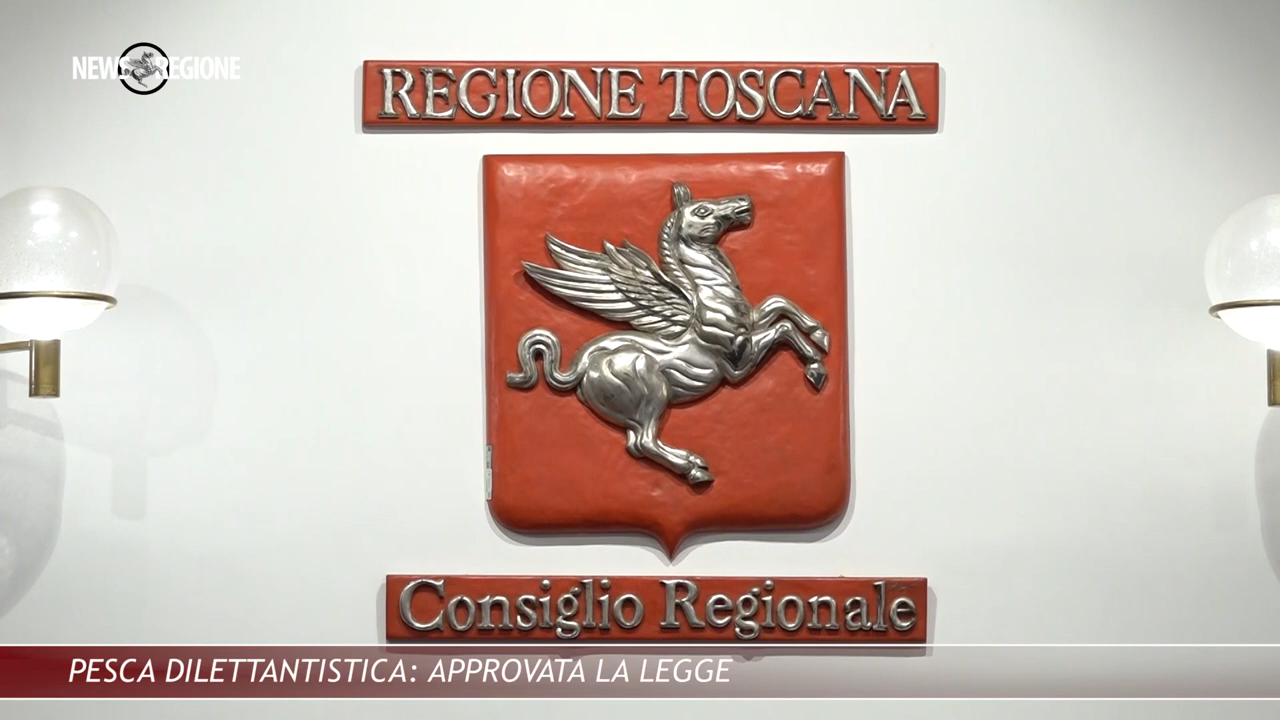 NEWS REGIONE
REGIONE TOSCANA
Consiglio Regionale
PESCA DILETTANTISTICA: APPROVATA LA LEGGE